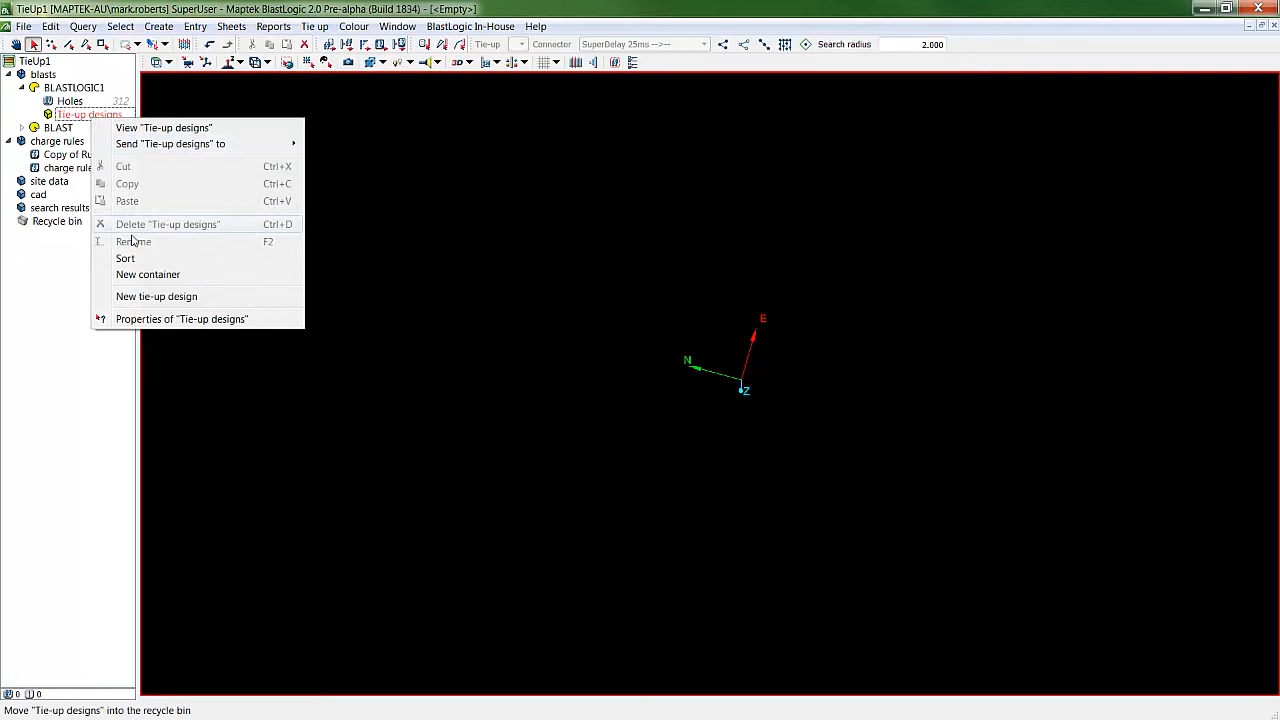 TieUp1 [MAPTEK-AU\mark.roberts] SuperUser - Maptek BlastLogic 2.0 Pre-alpha (Build 1834) - [<Empty>]
File Edit Query Select Create Entry Sheets Reports Tie up Colour Window BlastLogic In-House Help
Tie-up Connector SuperDelay 25ms -->--> Search radius 2.000
3D
TieUp1
blasts
BLASTLOGIC1
Holes 312
Tie-up designs
BLAST
charge rules
Copy of Ru
charge rule
site data
cad
search results
Recycle bin
View "Tie-up designs"
Send "Tie-up designs" to
Cut Ctrl+X
Copy Ctrl+C
Paste Ctrl+V
Delete "Tie-up designs" Ctrl+D
Rename F2
Sort
New container
New tie-up design
Properties of "Tie-up designs"
E
N
Z
0 0
Move "Tie-up designs" into the recycle bin